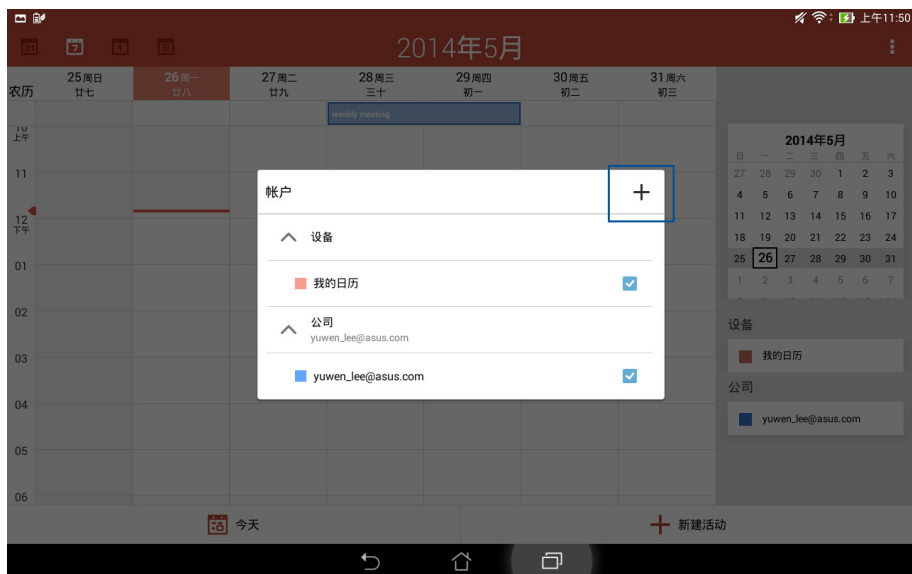 上午11:50
31 7 1
2014年5月
农历 25周日 26周一 27周二 28周三 29周四 30周五 31周六
廿七 廿八 廿九 三十 初一 初二 初三
weekly meeting
10
上午
11
12
下午
01
02
03
04
05
06
帐户
设备
我的日历
公司
yuwen_lee@asus.com
yuwen_lee@asus.com
2014年5月
日 一 二 三 四 五 六
27 28 29 30 1 2 3
4 5 6 7 8 9 10
11 12 13 14 15 16 17
18 19 20 21 22 23 24
25 26 27 28 29 30 31
1 2 3 4 5 6 7
设备
我的日历
公司
yuwen_lee@asus.com
今天
新建活动